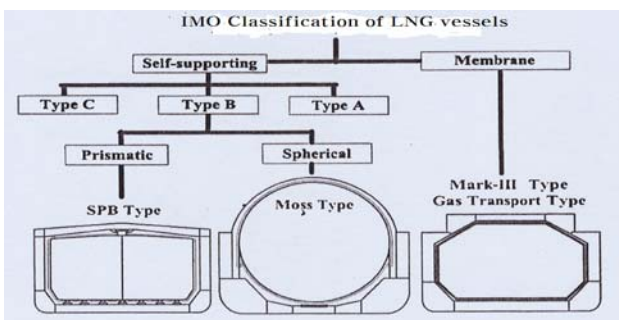 IMO Classification of LNG vessels
Self-supporting
Membrane
Type C
Type B
Type A
Prismatic
Spherical
SPB Type
Moss Type
Mark-III Type
Gas Transport Type